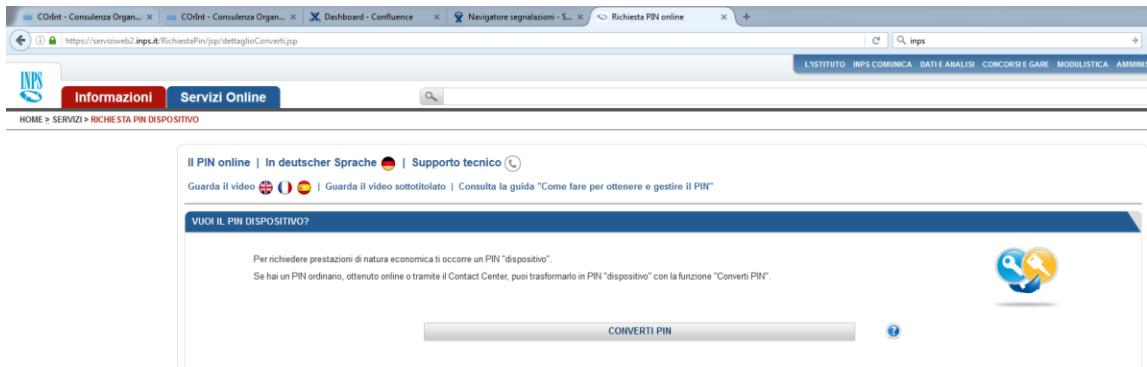 COrInt - Consulenza Organ...
COrInt - Consulenza Organ...
Dashboard - Confluence
Navigatore segnalazioni - S...
Richiesta PIN online
https://serviziweb2.inps.it/RichiestaPin/jsp/dettaglioConverti.jsp
inps
L'ISTITUTO INPS COMUNICA DATI E ANALISI CONCORSI E GARE MODULISTICA AMMINIS
INPS
Informazioni
Servizi Online
HOME > SERVIZI > RICHIESTA PIN DISPOSITIVO
Il PIN online | In deutscher Sprache | Supporto tecnico
Guarda il video | Guarda il video sottotitolato | Consulta la guida "Come fare per ottenere e gestire il PIN"
VUOI IL PIN DISPOSITIVO?
Per richiedere prestazioni di natura economica ti occorre un PIN "dispositivo".
Se hai un PIN ordinario, ottenuto online o tramite il Contact Center, puoi trasformarlo in PIN "dispositivo" con la funzione "Converti PIN".
CONVERTI PIN